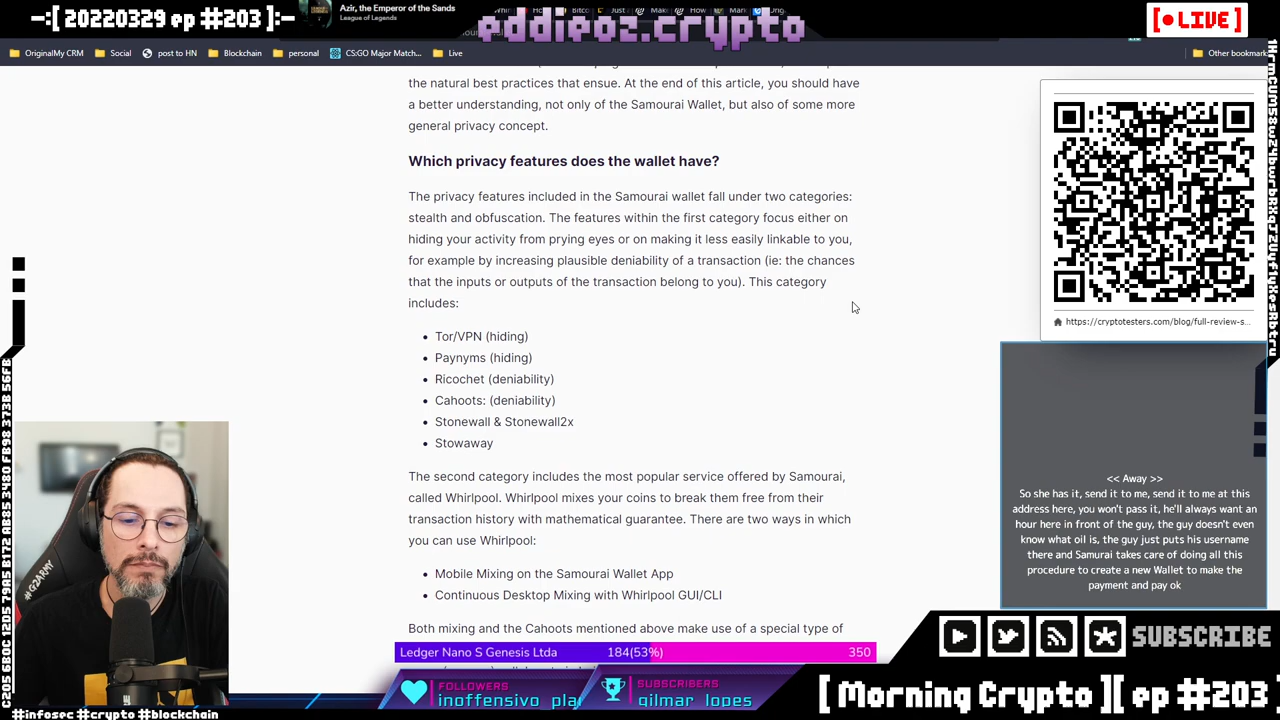 -:[ 20220329 ep #203 ]:-
Azir, the Emperor of the Sands
League of Legends
eddieoz.crypto
[● LIVE]
OriginalMy CRM
Social
post to HN
Blockchain
personal
CS:GO Major Match...
Live
Other bookmark
the natural best practices that ensue. At the end of this article, you should have
a better understanding, not only of the Samourai Wallet, but also of some more
general privacy concept.
Which privacy features does the wallet have?
The privacy features included in the Samourai wallet fall under two categories:
stealth and obfuscation. The features within the first category focus either on
hiding your activity from prying eyes or on making it less easily linkable to you,
for example by increasing plausible deniability of a transaction (ie: the chances
that the inputs or outputs of the transaction belong to you). This category
includes:
• Tor/VPN (hiding)
• Paynyms (hiding)
• Ricochet (deniability)
• Cahoots: (deniability)
• Stonewall & Stonewall2x
• Stowaway
The second category includes the most popular service offered by Samourai,
called Whirlpool. Whirlpool mixes your coins to break them free from their
transaction history with mathematical guarantee. There are two ways in which
you can use Whirlpool:
• Mobile Mixing on the Samourai Wallet App
• Continuous Desktop Mixing with Whirlpool GUI/CLI
Both mixing and the Cahoots mentioned above make use of a special type of
https://cryptotesters.com/blog/full-review-s...
<< Away >>
So she has it, send it to me, send it to me at this
address here, you won't pass it, he'll always want an
hour here in front of the guy, the guy doesn't even
know what oil is, the guy just puts his username
there and Samurai takes care of doing all this
procedure to create a new Wallet to make the
payment and pay ok
Ledger Nano S Genesis Ltda
184(53%)
350
FOLLOWERS
inoffensivo_pla
SUBSCRIBERS
gilmar_lopes
SUBSCRIBE
[ Morning Crypto ][ ep #203 ]
#infosec #crypto #blockchain